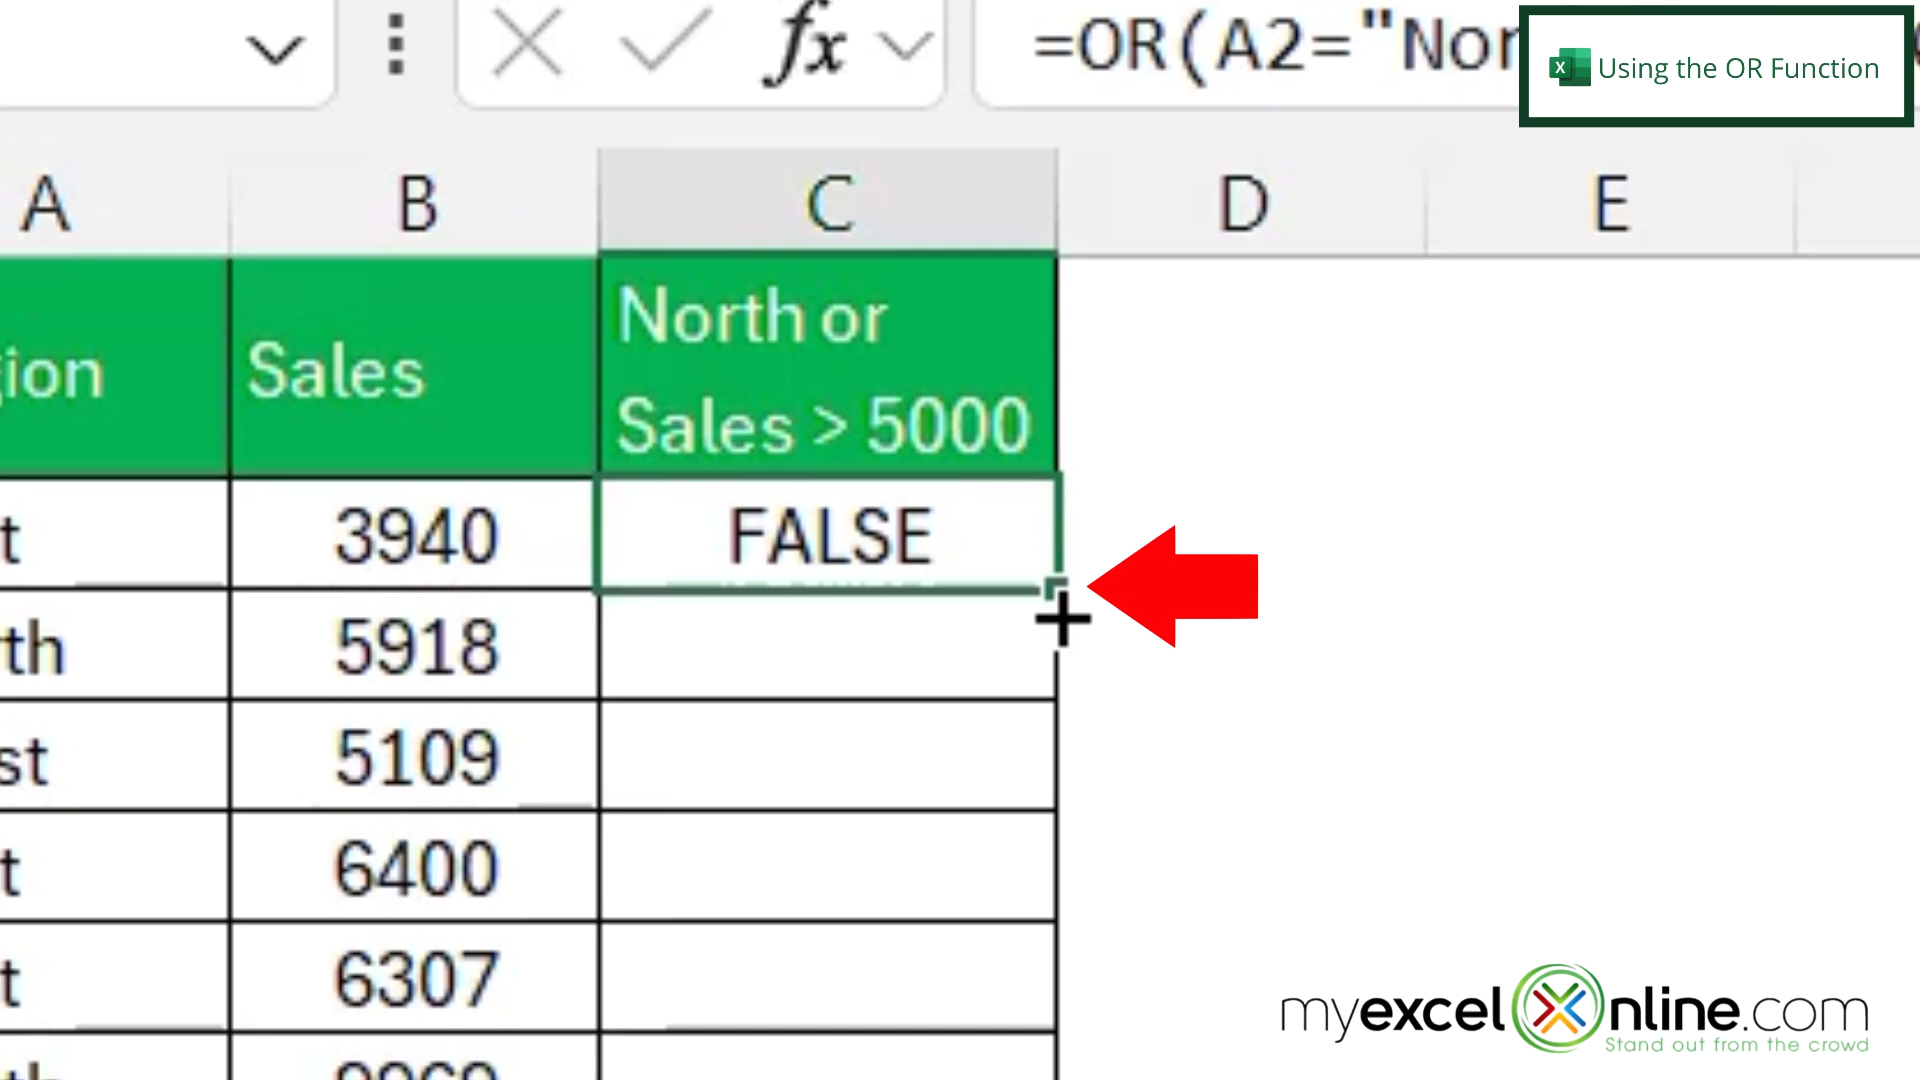 fx =OR(A2="Nor
Using the OR Function
A B C D E
ion Sales North or
Sales > 5000
t 3940 FALSE
th 5918
st 5109
t 6400
t 6307
myexcelOnline.com
Stand out from the crowd